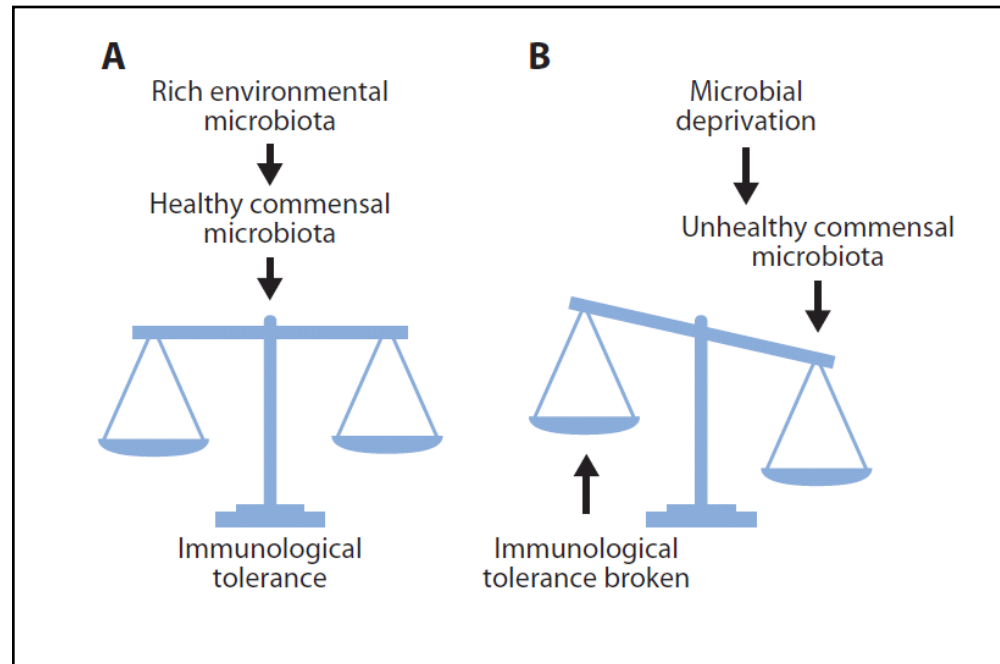 A
Rich environmental
microbiota
Healthy commensal
microbiota
Immunological
tolerance
B
Microbial
deprivation
Unhealthy commensal
microbiota
Immunological
tolerance broken